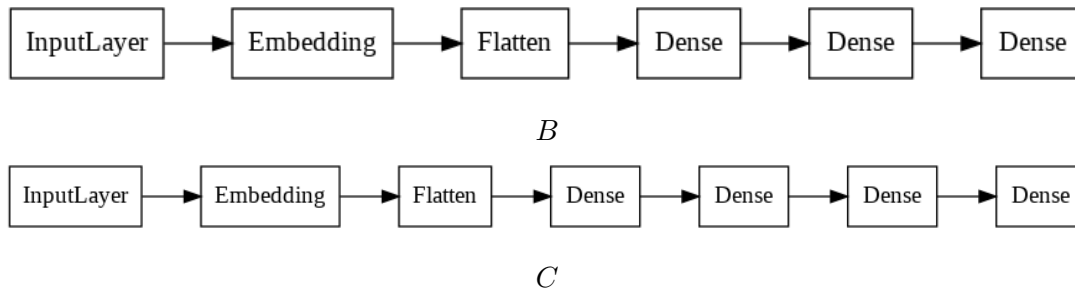 InputLayer Embedding Flatten Dense Dense Dense
B
InputLayer Embedding Flatten Dense Dense Dense Dense
C